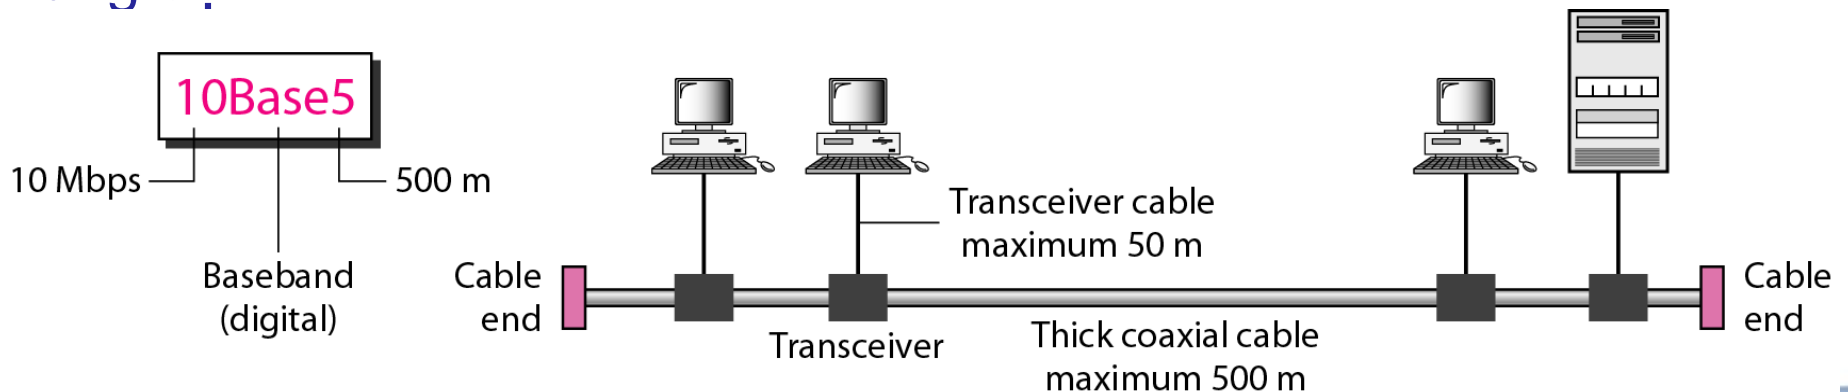 10Base5
10 Mbps
500 m
Baseband
(digital)
Transceiver cable
maximum 50 m
Cable
end
Transceiver
Thick coaxial cable
maximum 500 m
Cable
end